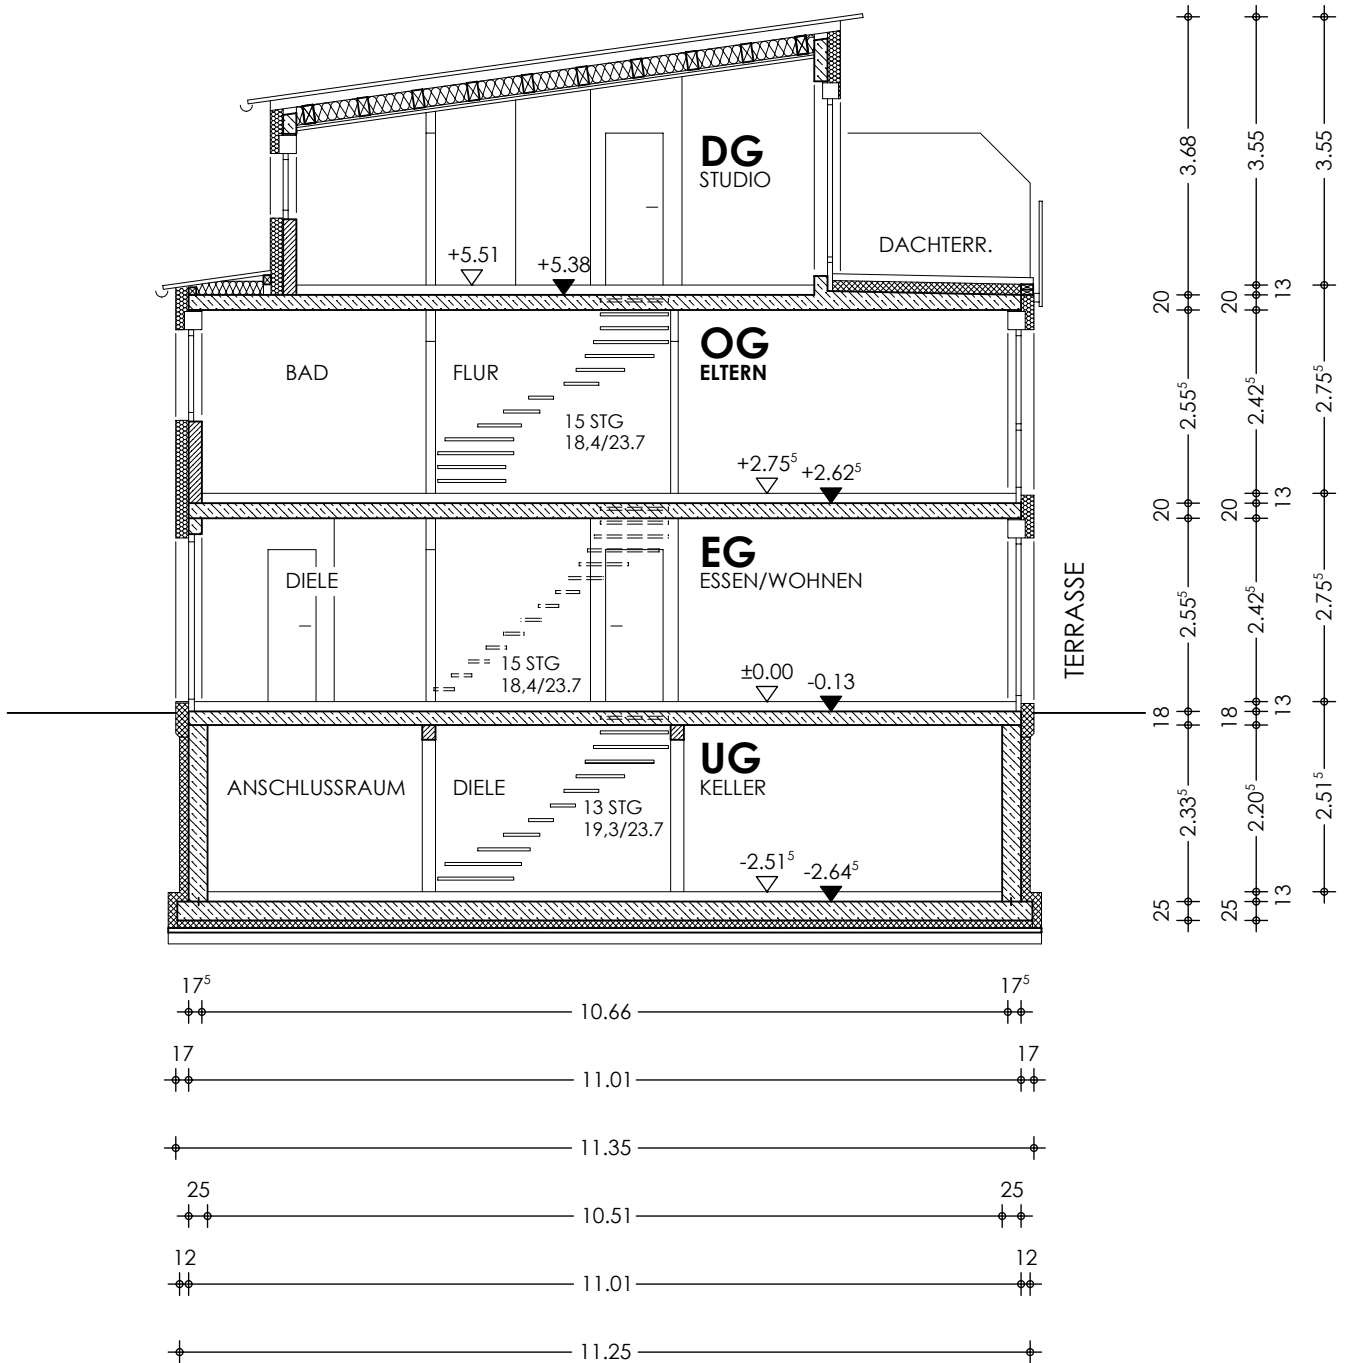 DG
STUDIO
DACHTERR.
+5.51
+5.38
OG
ELTERN
BAD
FLUR
15 STG
18,4/23.7
+2.75⁵
+2.62⁵
EG
ESSEN/WOHNEN
DIELE
15 STG
18,4/23.7
±0.00
-0.13
TERRASSE
UG
KELLER
ANSCHLUSSRAUM
DIELE
13 STG
19,3/23.7
-2.51⁵
-2.64⁵
3.68
20
2.55⁵
20
2.55⁵
18
2.33⁵
25
3.55
20
2.42⁵
20
2.42⁵
18
2.20⁵
25
3.55
13
2.75⁵
13
2.75⁵
13
2.51⁵
13
17⁵
10.66
17⁵
17
11.01
17
11.35
25
10.51
25
12
11.01
12
11.25